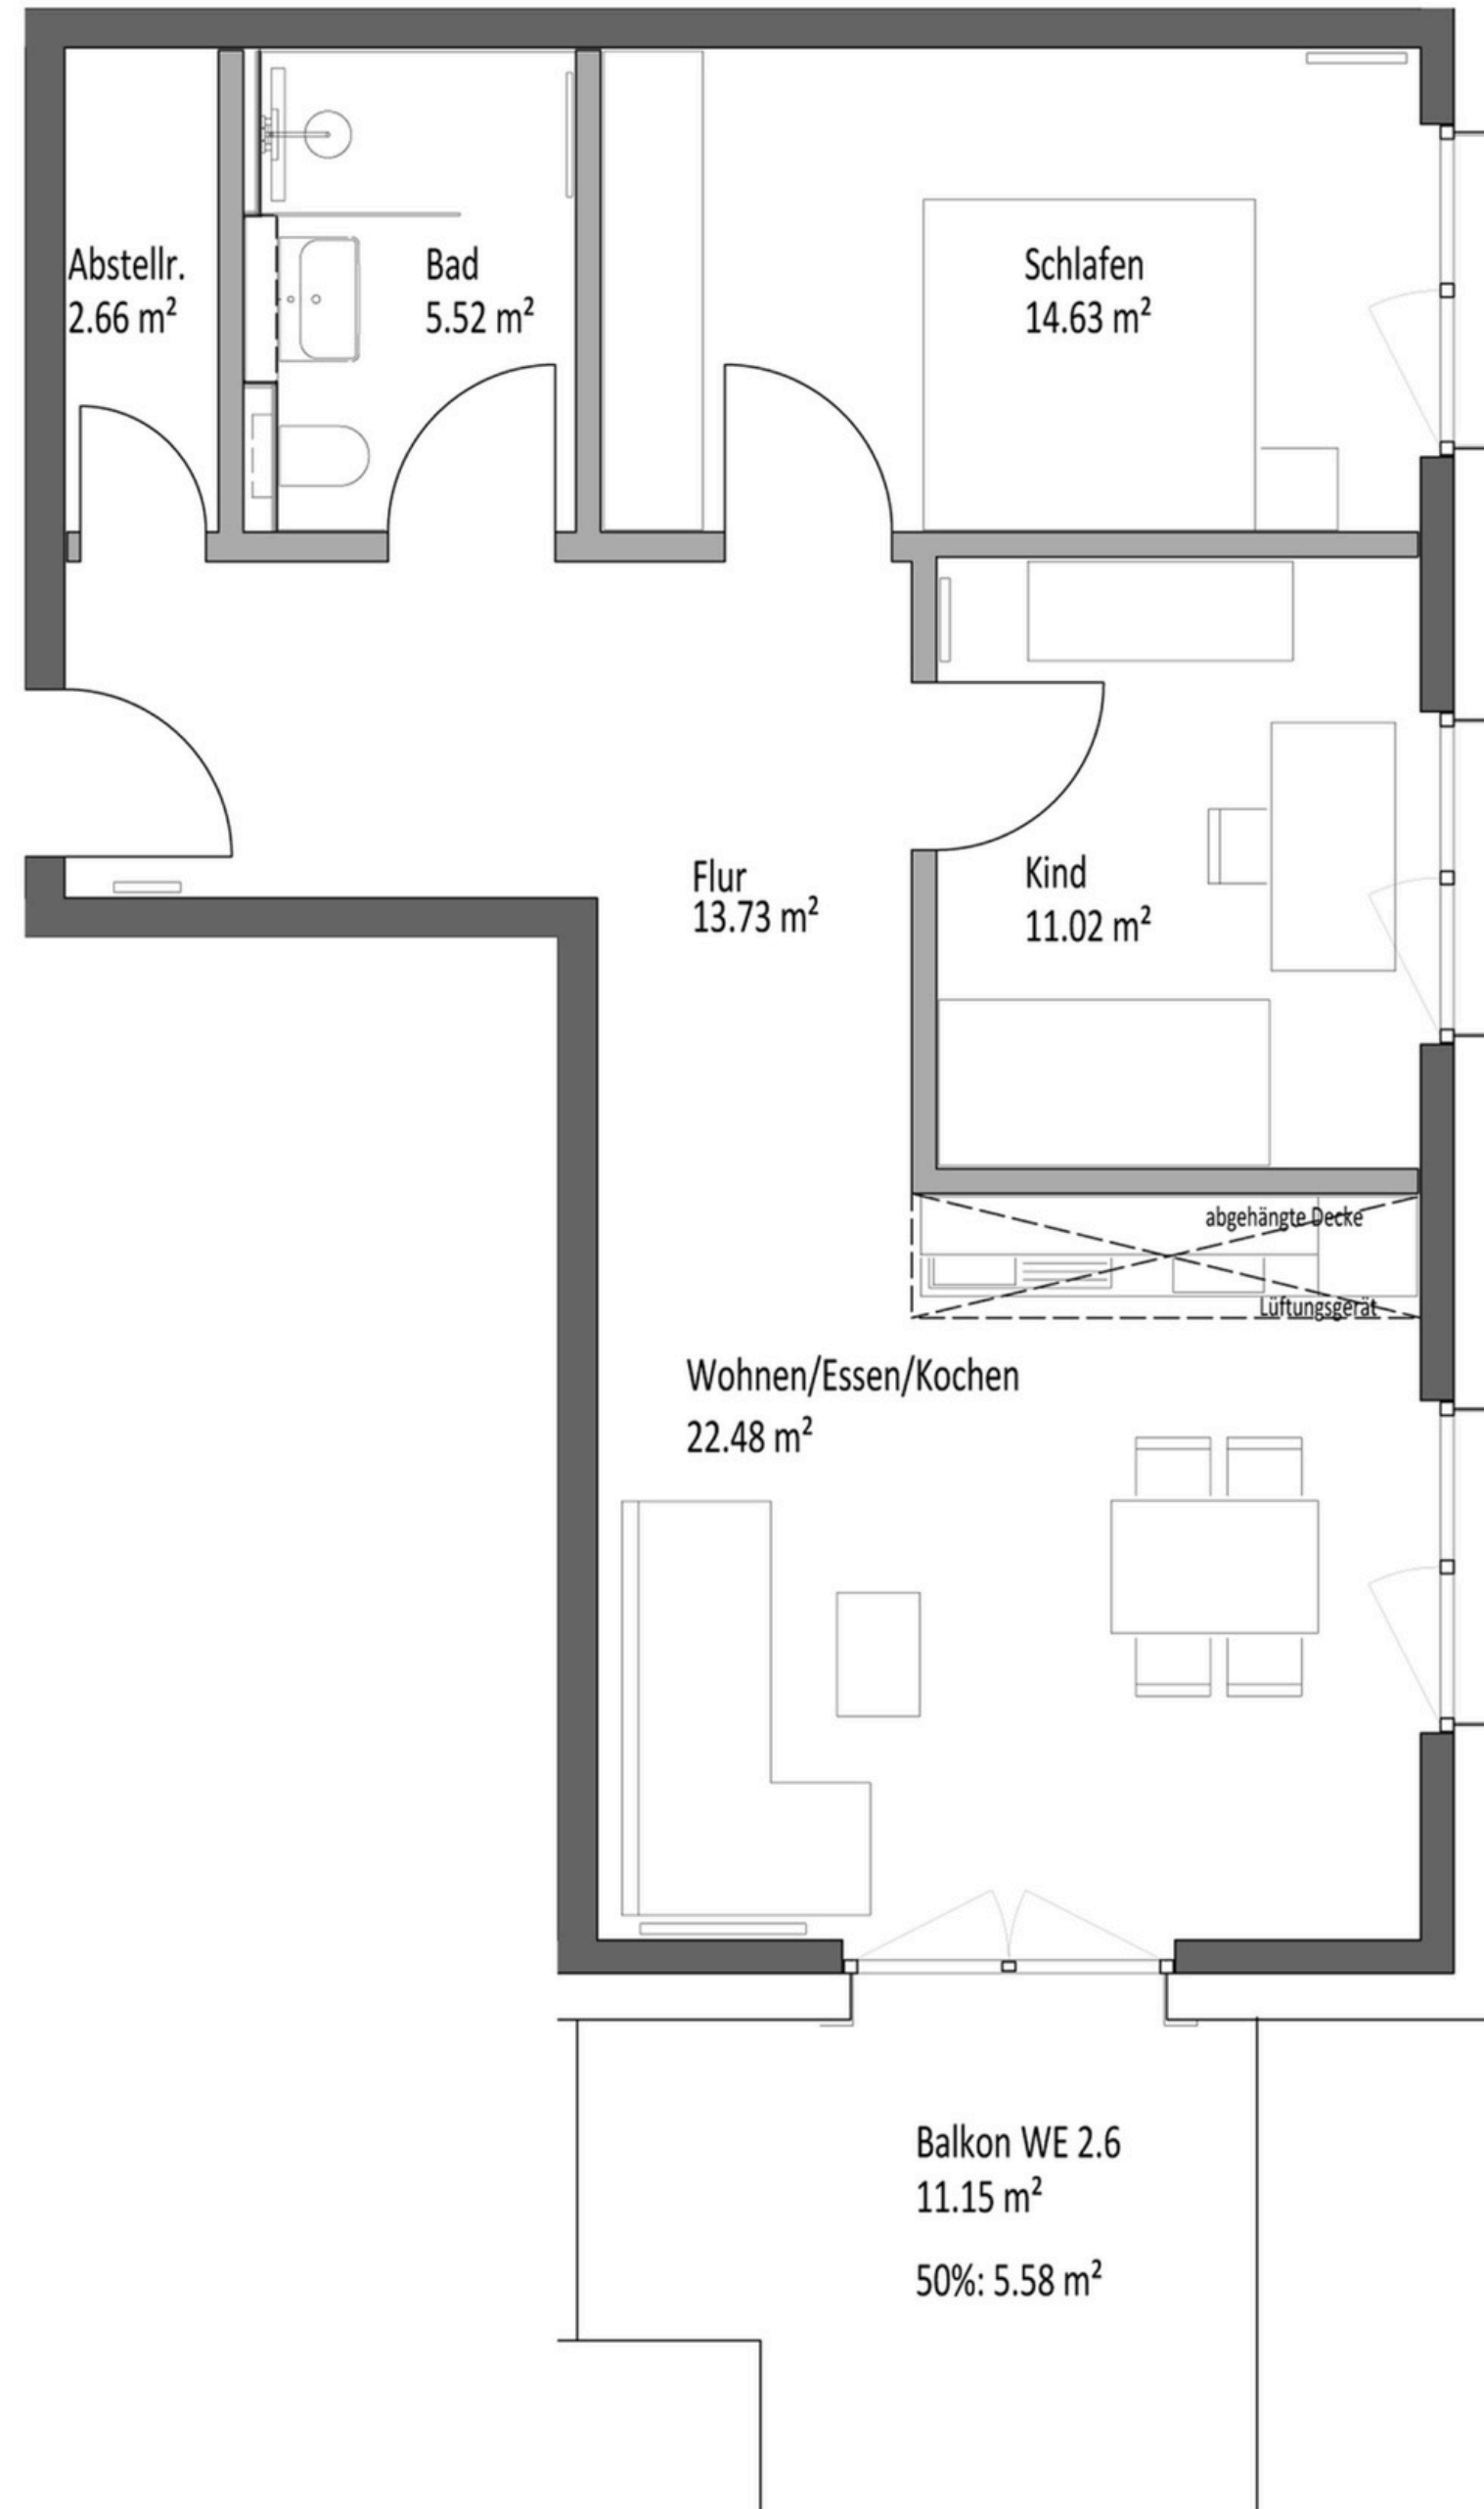 Abstellr.
2.66 m²
Bad
5.52 m²
Schlafen
14.63 m²
Flur
13.73 m²
Kind
11.02 m²
abgehängte Decke
Lüftungsgerät
Wohnen/Essen/Kochen
22.48 m²
Balkon WE 2.6
11.15 m²
50%: 5.58 m²